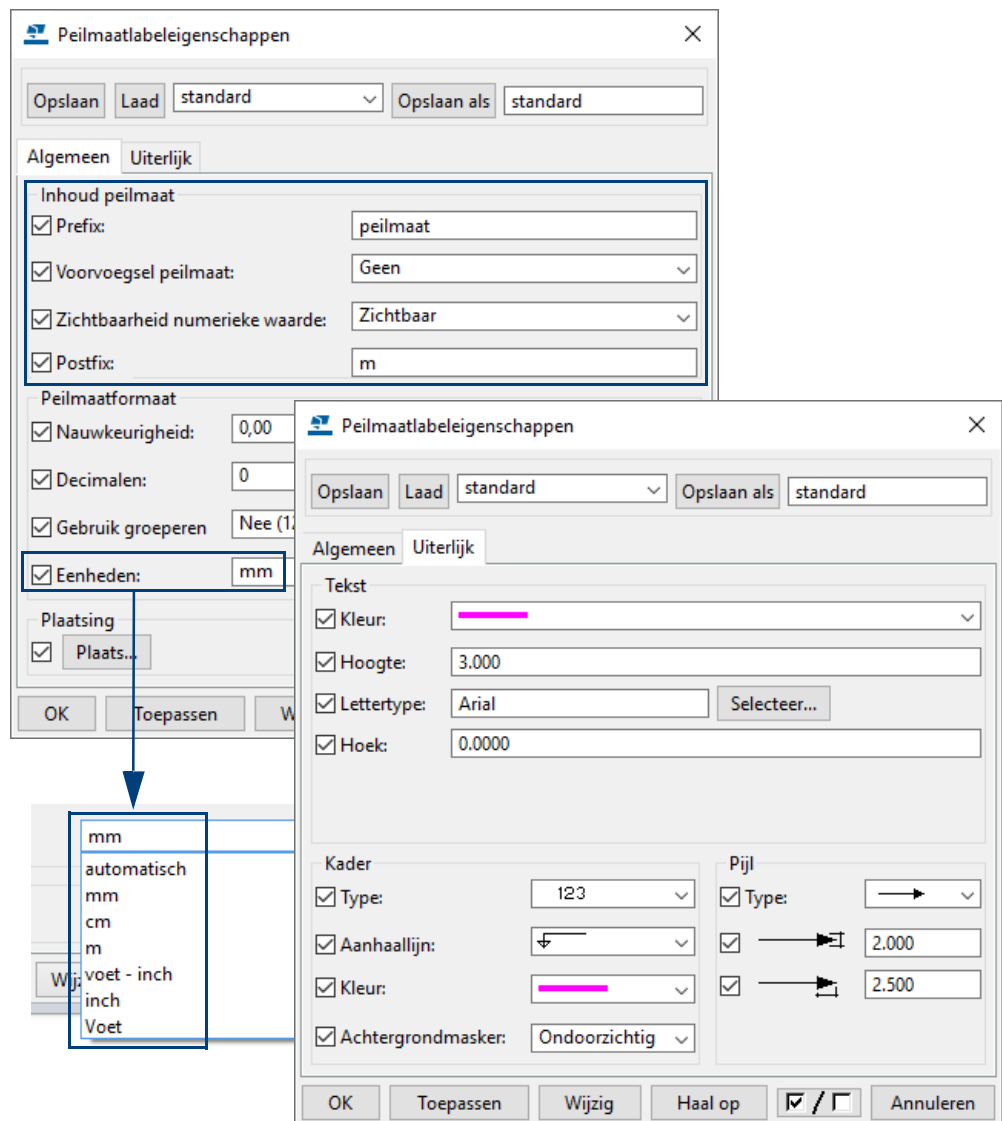 Peilmaatlabeleigenschappen
Opslaan Laad standard Opslaan als standard
Algemeen Uiterlijk
Inhoud peilmaat
Prefix: peilmaat
Voorvoegsel peilmaat: Geen
Zichtbaarheid numerieke waarde: Zichtbaar
Postfix: m
Peilmaatformaat
Nauwkeurigheid: 0,00
Decimalen: 0
Gebruik groeperen Nee (1
Eenheden: mm
Plaatsing
Plaats...
OK Toepassen W
mm
automatisch
mm
cm
m
voet - inch
inch
Voet
Wijz
Peilmaatlabeleigenschappen
Opslaan Laad standard Opslaan als standard
Algemeen Uiterlijk
Tekst
Kleur:
Hoogte: 3.000
Lettertype: Arial Selecteer...
Hoek: 0.0000
Kader
Type: 123
Aanhaallijn:
Kleur:
Achtergrondmasker: Ondoorzichtig
Pijl
Type:
2.000
2.500
OK Toepassen Wijzig Haal op / Annuleren